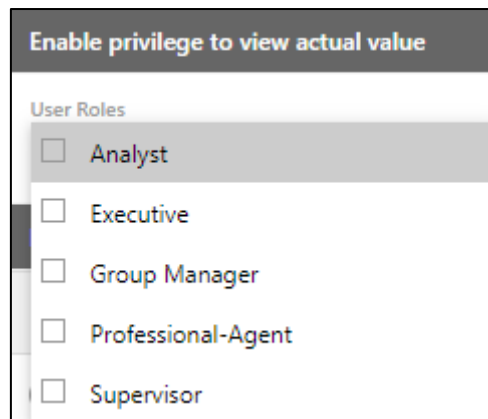 Enable privilege to view actual value
User Roles
Analyst
Executive
Group Manager
Professional-Agent
Supervisor